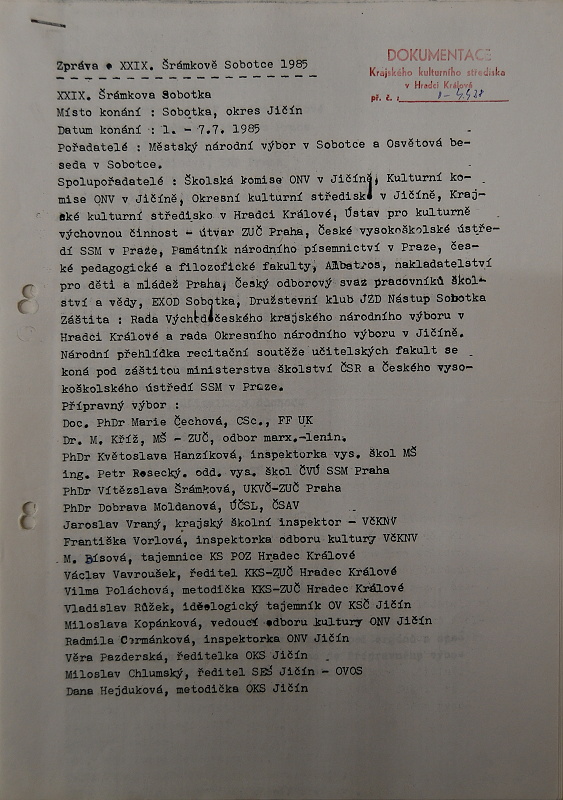 Zpráva o XXIX. Šrámkově Sobotce 1985
DOKUMENTACE
Krajského kulturního střediska
v Hradci Králové
př. č. :
XXIX. Šrámkova Sobotka
Místo konání : Sobotka, okres Jičín
Datum konání : 1. - 7.7. 1985
Pořadatelé : Městský národní výbor v Sobotce a Osvětová be-
seda v Sobotce.
Spolupořadatelé : Školská komise ONV v Jičíně, Kulturní ko-
mise ONV v Jičíně, Okresní kulturní středisko v Jičíně, Kraj-
ské kulturní středisko v Hradci Králové, Ústav pro kulturně
výchovnou činnost - útvar ZUČ Praha, České vysokoškolské ústře-
dí SSM v Praze, Památník národního písemnictví v Praze, čes-
ké pedagogické a filozofické fakulty, Albatros, nakladatelství
pro děti a mládež Praha, Český odborový svaz pracovníků škol-
ství a vědy, EXOD Sobotka, Družstevní klub JZD Nástup Sobotka
Záštita : Rada Východočeského krajského národního výboru v
Hradci Králové a rada Okresního národního výboru v Jičíně.
Národní přehlídka recitační soutěže učitelských fakult se
koná pod záštitou ministerstva školství ČSR a Českého vyso-
koškolského ústředí SSM v Praze.
Přípravný výbor :
Doc. PhDr Marie Čechová, CSc., FF UK
Dr. M. Kříž, MŠ - ZUČ, odbor marx.-lenin.
PhDr Květoslava Hanzíková, inspektorka vys. škol MŠ
ing. Petr Rosecký. odd. vys. škol ČVÚ SSM Praha
PhDr Vítězslava Šrámková, UKVČ-ZUČ Praha
PhDr Dobrava Moldanová, ÚČSL, ČSAV
Jaroslav Vraný, krajský školní inspektor - VčKNV
Františka Vorlová, inspektorka odboru kultury VčKNV
M. Bísová, tajemnice KS POZ Hradec Králové
Václav Vavroušek, ředitel KKS-ZUČ Hradec Králové
Vilma Poláchová, metodička KKS-ZUČ Hradec Králové
Vladislav Růžek, ideologický tajemník OV KSČ Jičín
Miloslava Kopánková, vedoucí odboru kultury ONV Jičín
Radmila Cormánková, inspektorka ONV Jičín
Věra Pazderská, ředitelka OKS Jičín
Miloslav Chlumský, ředitel SEŠ Jičín - OVOS
Dana Hejduková, metodička OKS Jičín